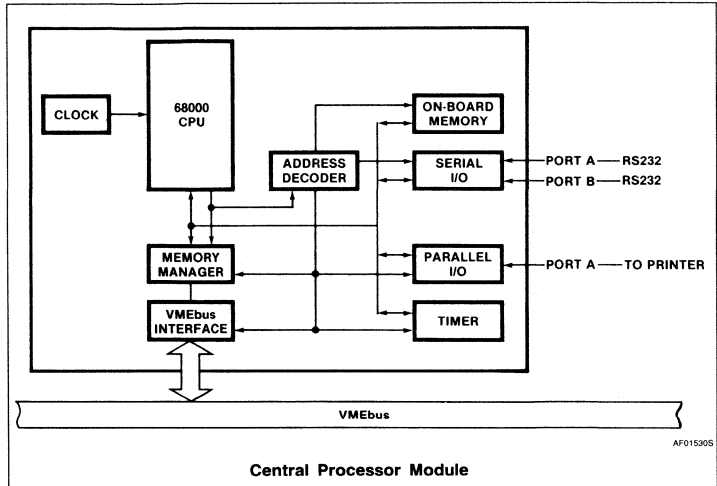 CLOCK
68000
CPU
ON-BOARD
MEMORY
ADDRESS
DECODER
SERIAL
I/O
PORT A
RS232
PORT B
RS232
MEMORY
MANAGER
PARALLEL
I/O
PORT A
TO PRINTER
VMEbus
INTERFACE
TIMER
VMEbus
AF01530S
Central Processor Module